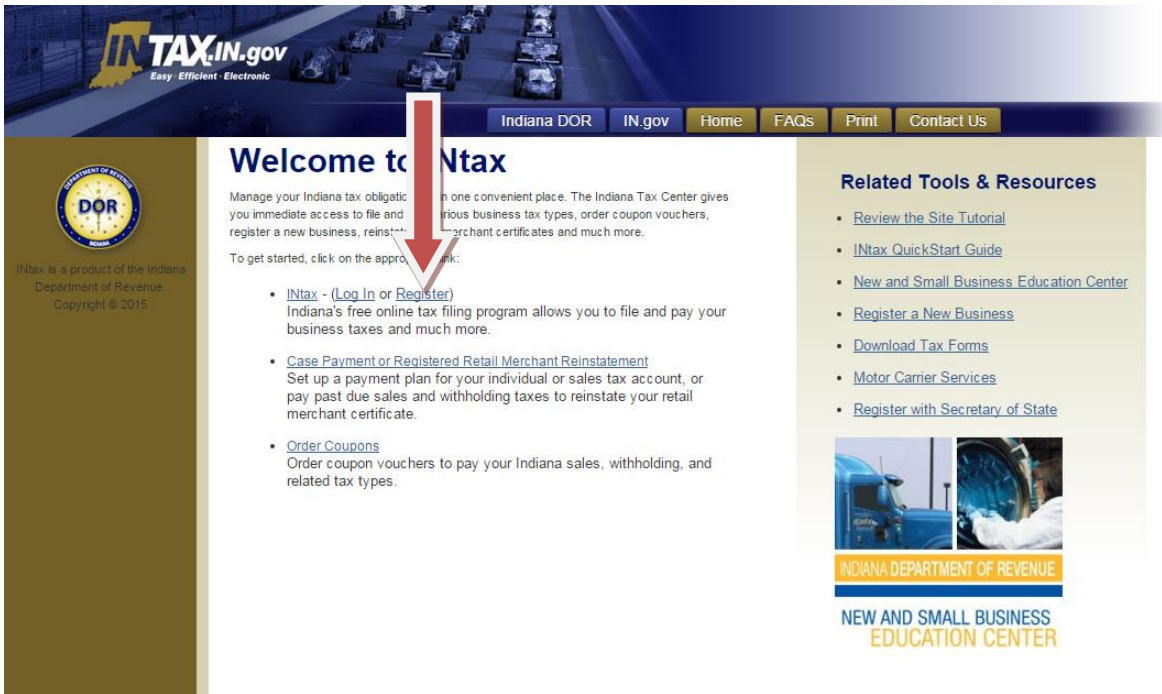 INTAX.IN.gov
Easy · Efficient · Electronic
Indiana DOR IN.gov Home FAQs Print Contact Us
DEPARTMENT OF REVENUE
DOR
INDIANA
INtax is a product of the Indiana
Department of Revenue.
Copyright © 2015
Welcome to INtax
Manage your Indiana tax in one convenient place. The Indiana Tax Center gives
you immediate access to file and business tax types, order coupon vouchers,
register a new business, merchant certificates and much more.
To get started, click on the link:
• INtax - (Log In or Register)
Indiana's free online tax filing program allows you to file and pay your
business taxes and much more.
• Case Payment or Registered Retail Merchant Reinstatement
Set up a payment plan for your individual or sales tax account, or
pay past due sales and withholding taxes to reinstate your retail
merchant certificate.
• Order Coupons
Order coupon vouchers to pay your Indiana sales, withholding, and
related tax types.
Related Tools & Resources
• Review the Site Tutorial
• INtax QuickStart Guide
• New and Small Business Education Center
• Register a New Business
• Download Tax Forms
• Motor Carrier Services
• Register with Secretary of State
INDIANA DEPARTMENT OF REVENUE
NEW AND SMALL BUSINESS
EDUCATION CENTER